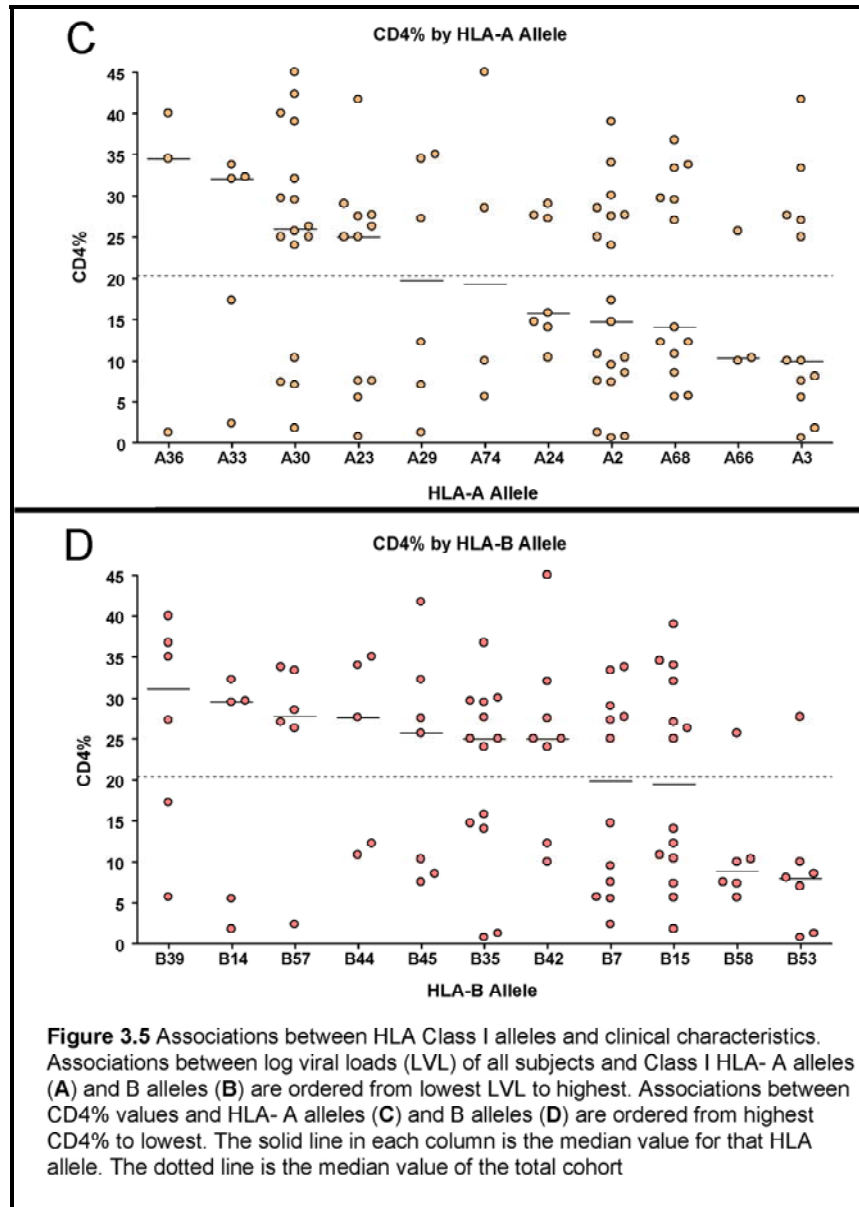 C
CD4% by HLA-A Allele
45
40
35
30
25
20
15
10
5
0
CD4%
A36 A33 A30 A23 A29 A74 A24 A2 A68 A66 A3
HLA-A Allele
D
CD4% by HLA-B Allele
45
40
35
30
25
20
15
10
5
0
CD4%
B39 B14 B57 B44 B45 B35 B42 B7 B15 B58 B53
HLA-B Allele
Figure 3.5 Associations between HLA Class I alleles and clinical characteristics.
Associations between log viral loads (LVL) of all subjects and Class I HLA- A alleles
(A) and B alleles (B) are ordered from lowest LVL to highest. Associations between
CD4% values and HLA- A alleles (C) and B alleles (D) are ordered from highest
CD4% to lowest. The solid line in each column is the median value for that HLA
allele. The dotted line is the median value of the total cohort